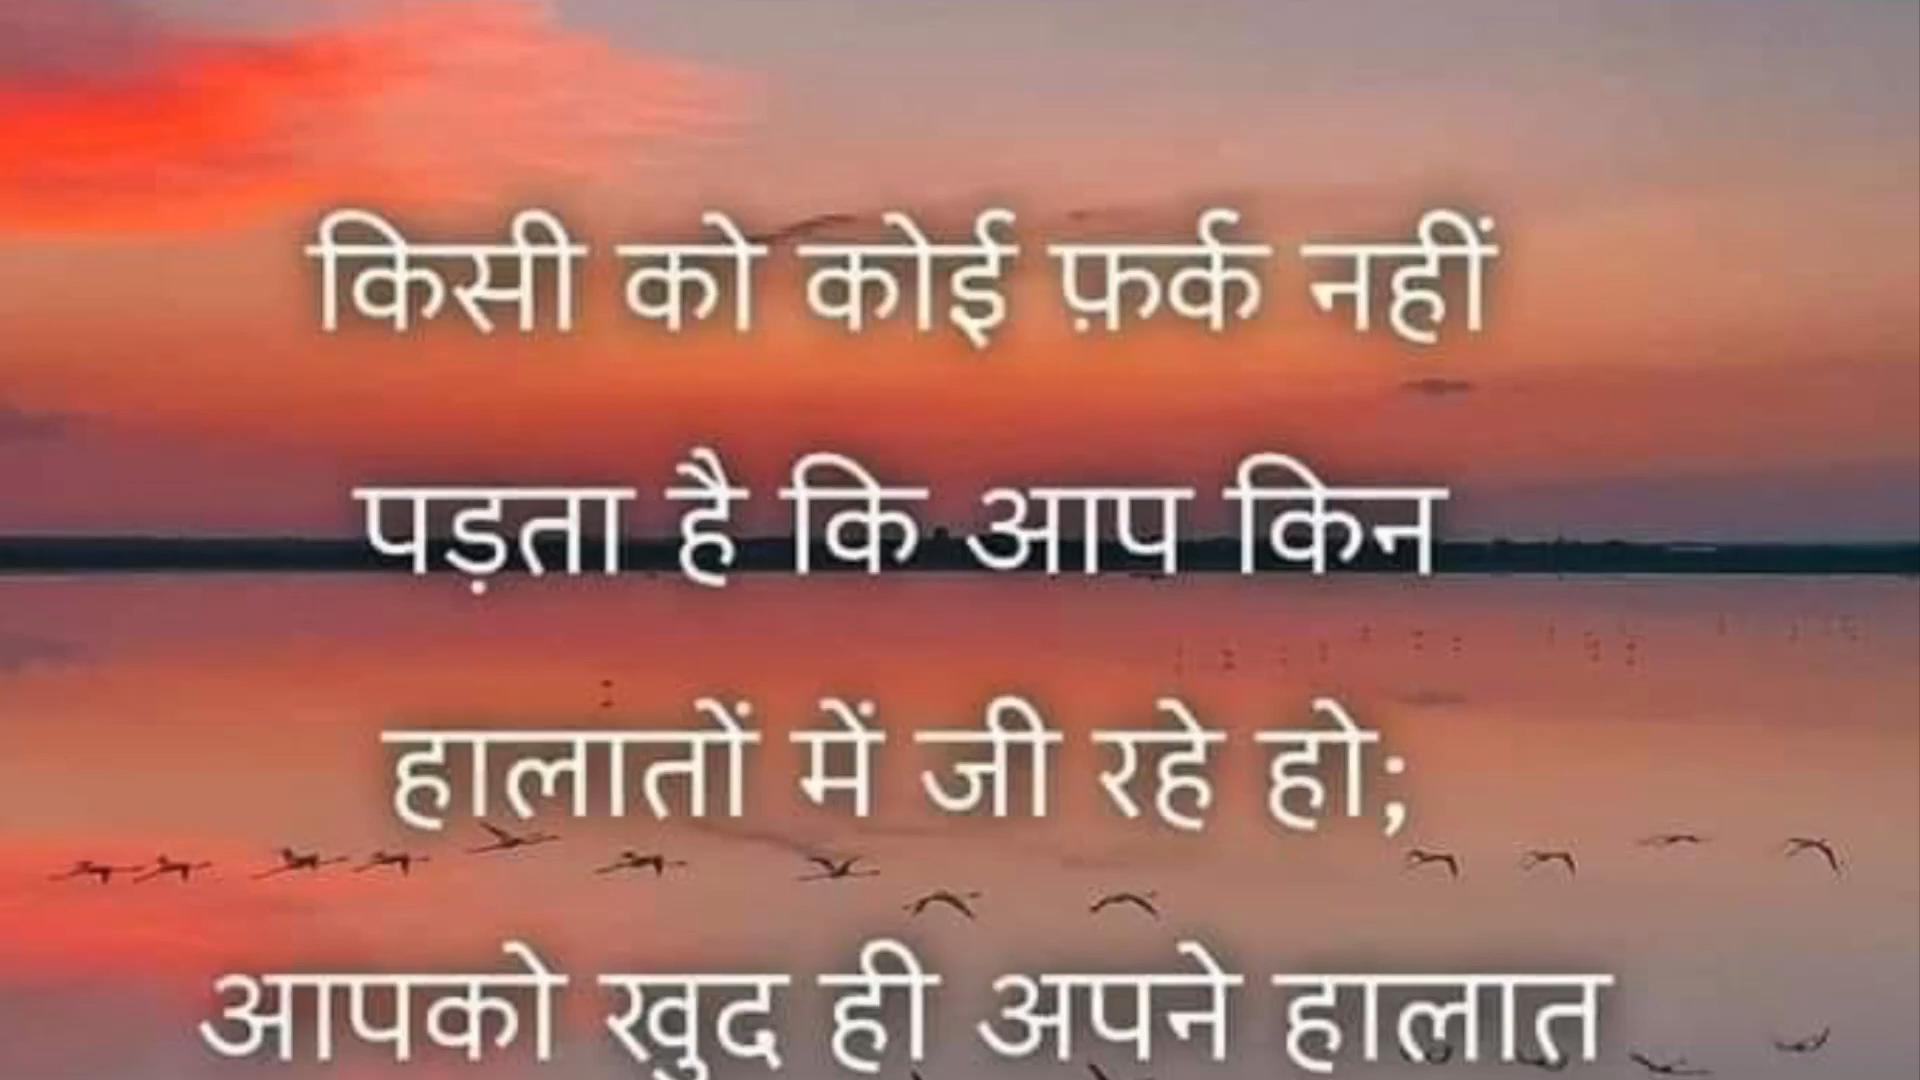 किसी को कोई फ़र्क नहीं
पड़ता है कि आप किन
हालातों में जी रहे हो;
आपको खुद ही अपने हालात